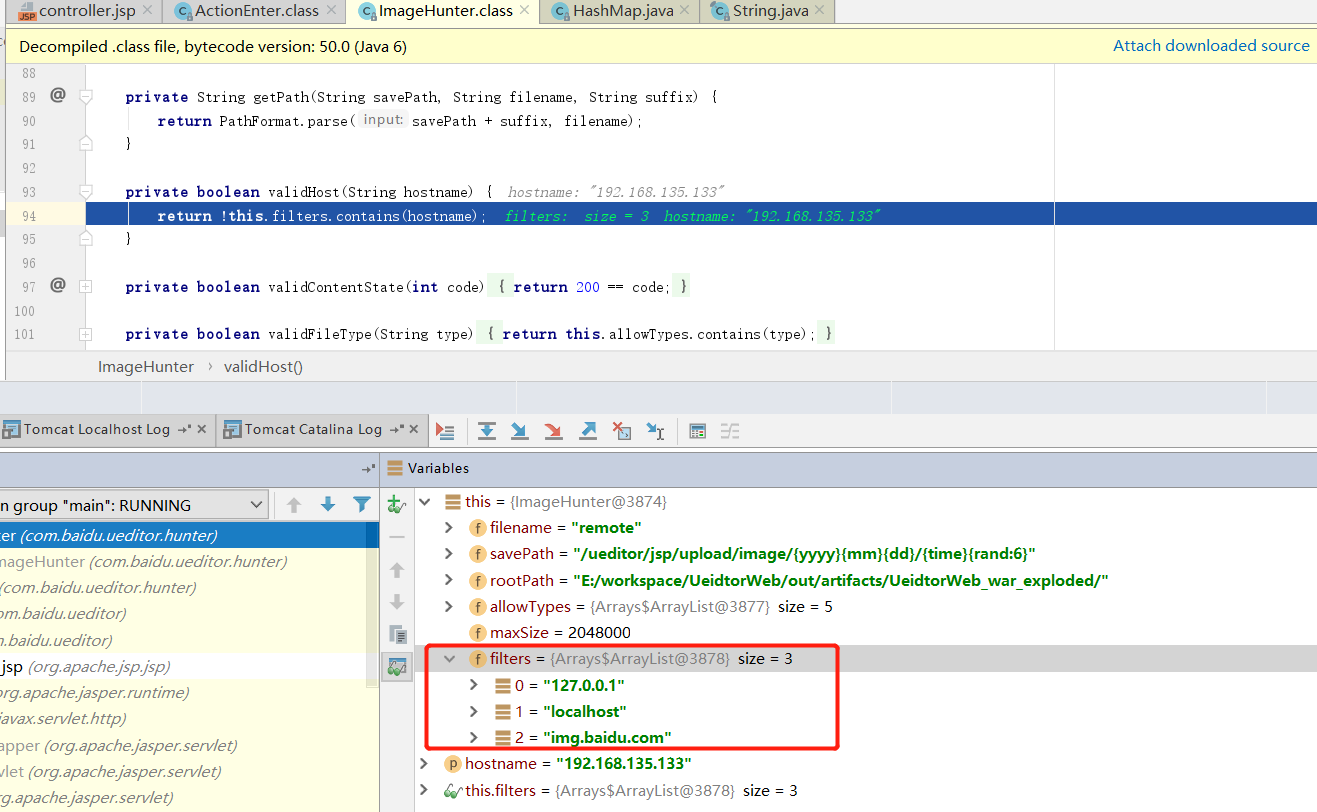 controller.jsp ActionEnter.class ImageHunter.class HashMap.java String.java
Decompiled .class file, bytecode version: 50.0 (Java 6) Attach downloaded source
88
89 @ private String getPath(String savePath, String filename, String suffix) {
90 return PathFormat.parse( input: savePath + suffix, filename);
91 }
92
93 private boolean validHost(String hostname) { hostname: "192.168.135.133"
94 return !this.filters.contains(hostname); filters: size = 3 hostname: "192.168.135.133"
95 }
96
97 @ private boolean validContentState(int code) { return 200 == code; }
100
101 private boolean validFileType(String type) { return this.allowTypes.contains(type); }
ImageHunter › validHost()
Tomcat Localhost Log Tomcat Catalina Log
Variables
n group "main": RUNNING
ter (com.baidu.ueditor.hunter)
mageHunter (com.baidu.ueditor.hunter)
(com.baidu.ueditor.hunter)
om.baidu.ueditor)
m.baidu.ueditor)
jsp (org.apache.jsp.jsp)
org.apache.jasper.runtime)
avax.servlet.http)
apper (org.apache.jasper.servlet)
vlet (org.apache.jasper.servlet)
rg.apache.jasper.servlet)
this = {ImageHunter@3874}
f filename = "remote"
f savePath = "/ueditor/jsp/upload/image/{yyyy}{mm}{dd}/{time}{rand:6}"
f rootPath = "E:/workspace/UeidtorWeb/out/artifacts/UeidtorWeb_war_exploded/"
f allowTypes = {Arrays$ArrayList@3877} size = 5
f maxSize = 2048000
f filters = {Arrays$ArrayList@3878} size = 3
0 = "127.0.0.1"
1 = "localhost"
2 = "img.baidu.com"
p hostname = "192.168.135.133"
this.filters = {Arrays$ArrayList@3878} size = 3